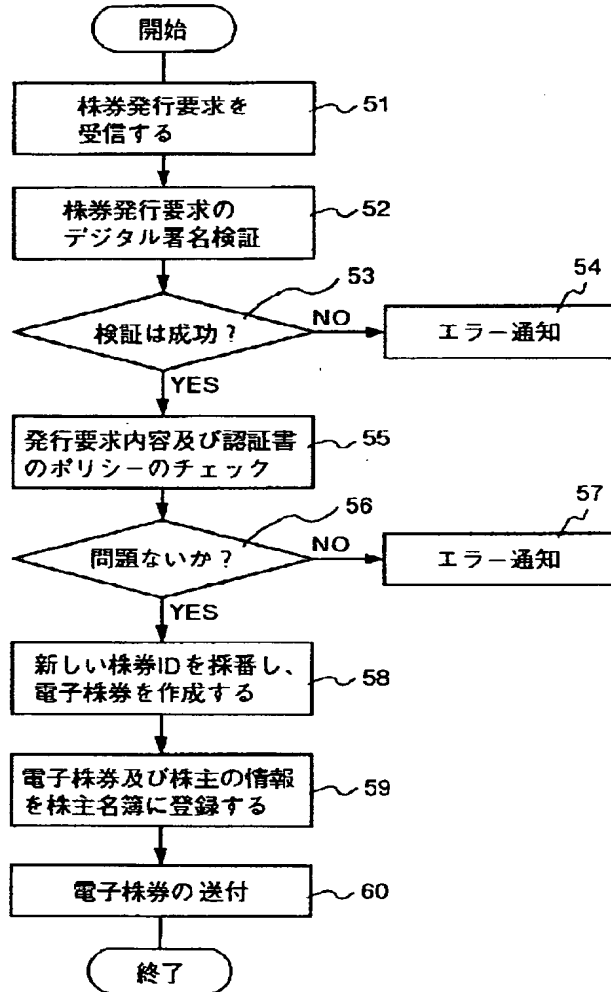 開始
株券発行要求を
受信する
51
株券発行要求の
デジタル署名検証
52
検証は成功？
53
NO
エラー通知
54
YES
発行要求内容及び認証書
のポリシーのチェック
55
問題ないか？
56
NO
エラー通知
57
YES
新しい株券IDを採番し、
電子株券を作成する
58
電子株券及び株主の情報
を株主名簿に登録する
59
電子株券の送付
60
終了